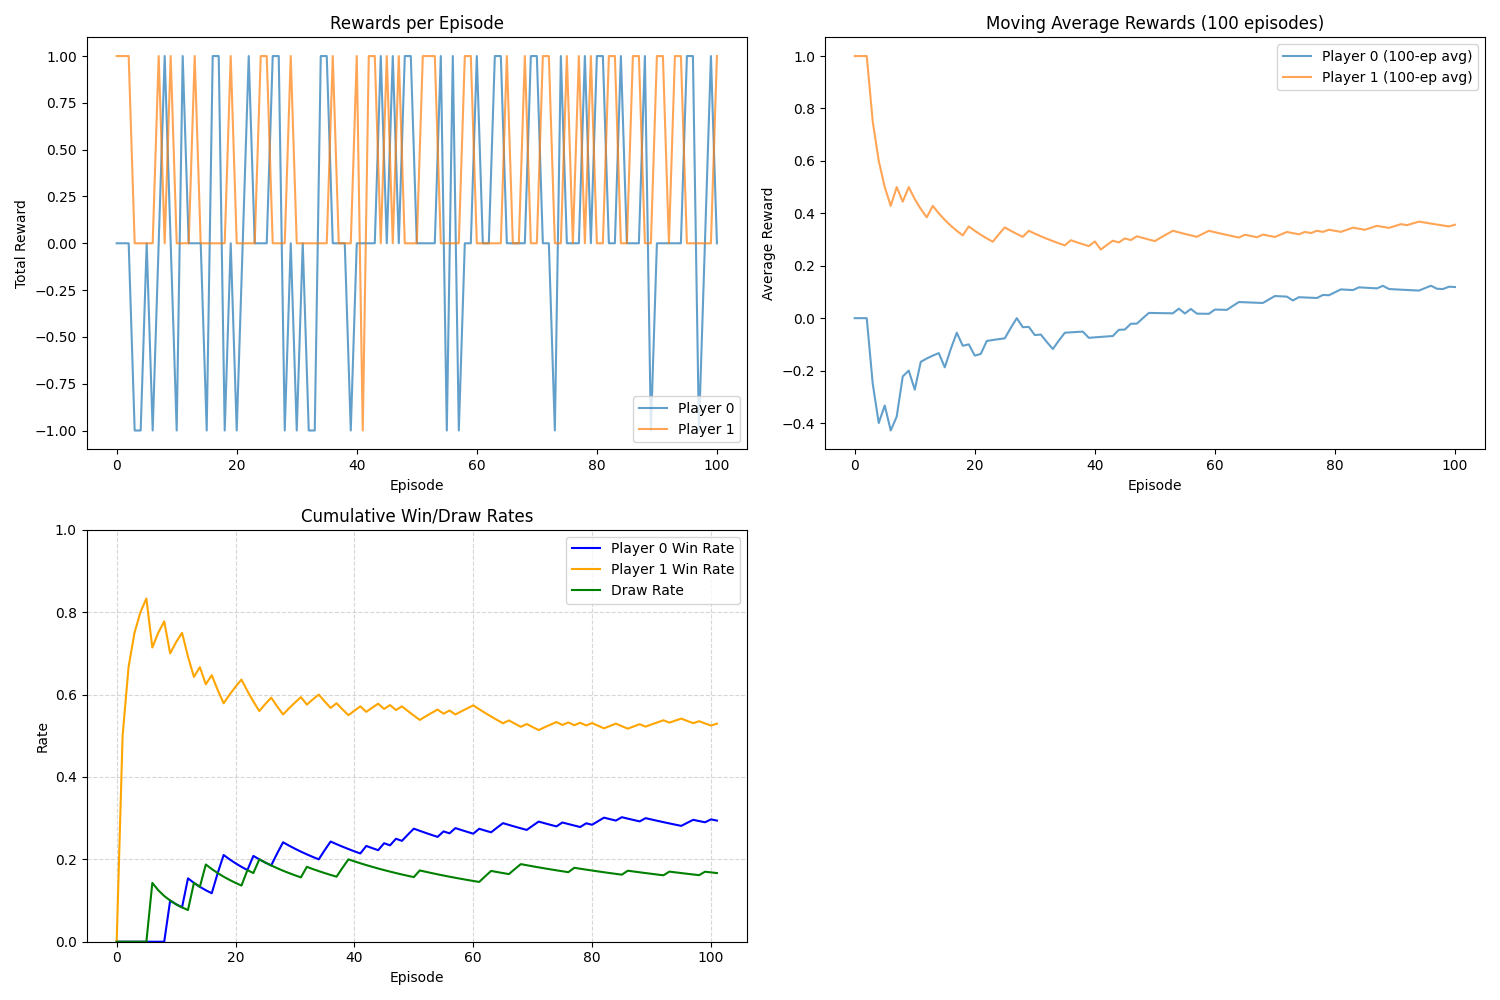 Rewards per Episode
1.00
0.75
0.50
0.25
0.00
−0.25
−0.50
−0.75
−1.00
Total Reward
Player 0
Player 1
0 20 40 60 80 100
Episode
Moving Average Rewards (100 episodes)
1.0
0.8
0.6
0.4
0.2
0.0
−0.2
−0.4
Average Reward
Player 0 (100-ep avg)
Player 1 (100-ep avg)
0 20 40 60 80 100
Episode
Cumulative Win/Draw Rates
1.0
0.8
0.6
0.4
0.2
0.0
Rate
Player 0 Win Rate
Player 1 Win Rate
Draw Rate
0 20 40 60 80 100
Episode